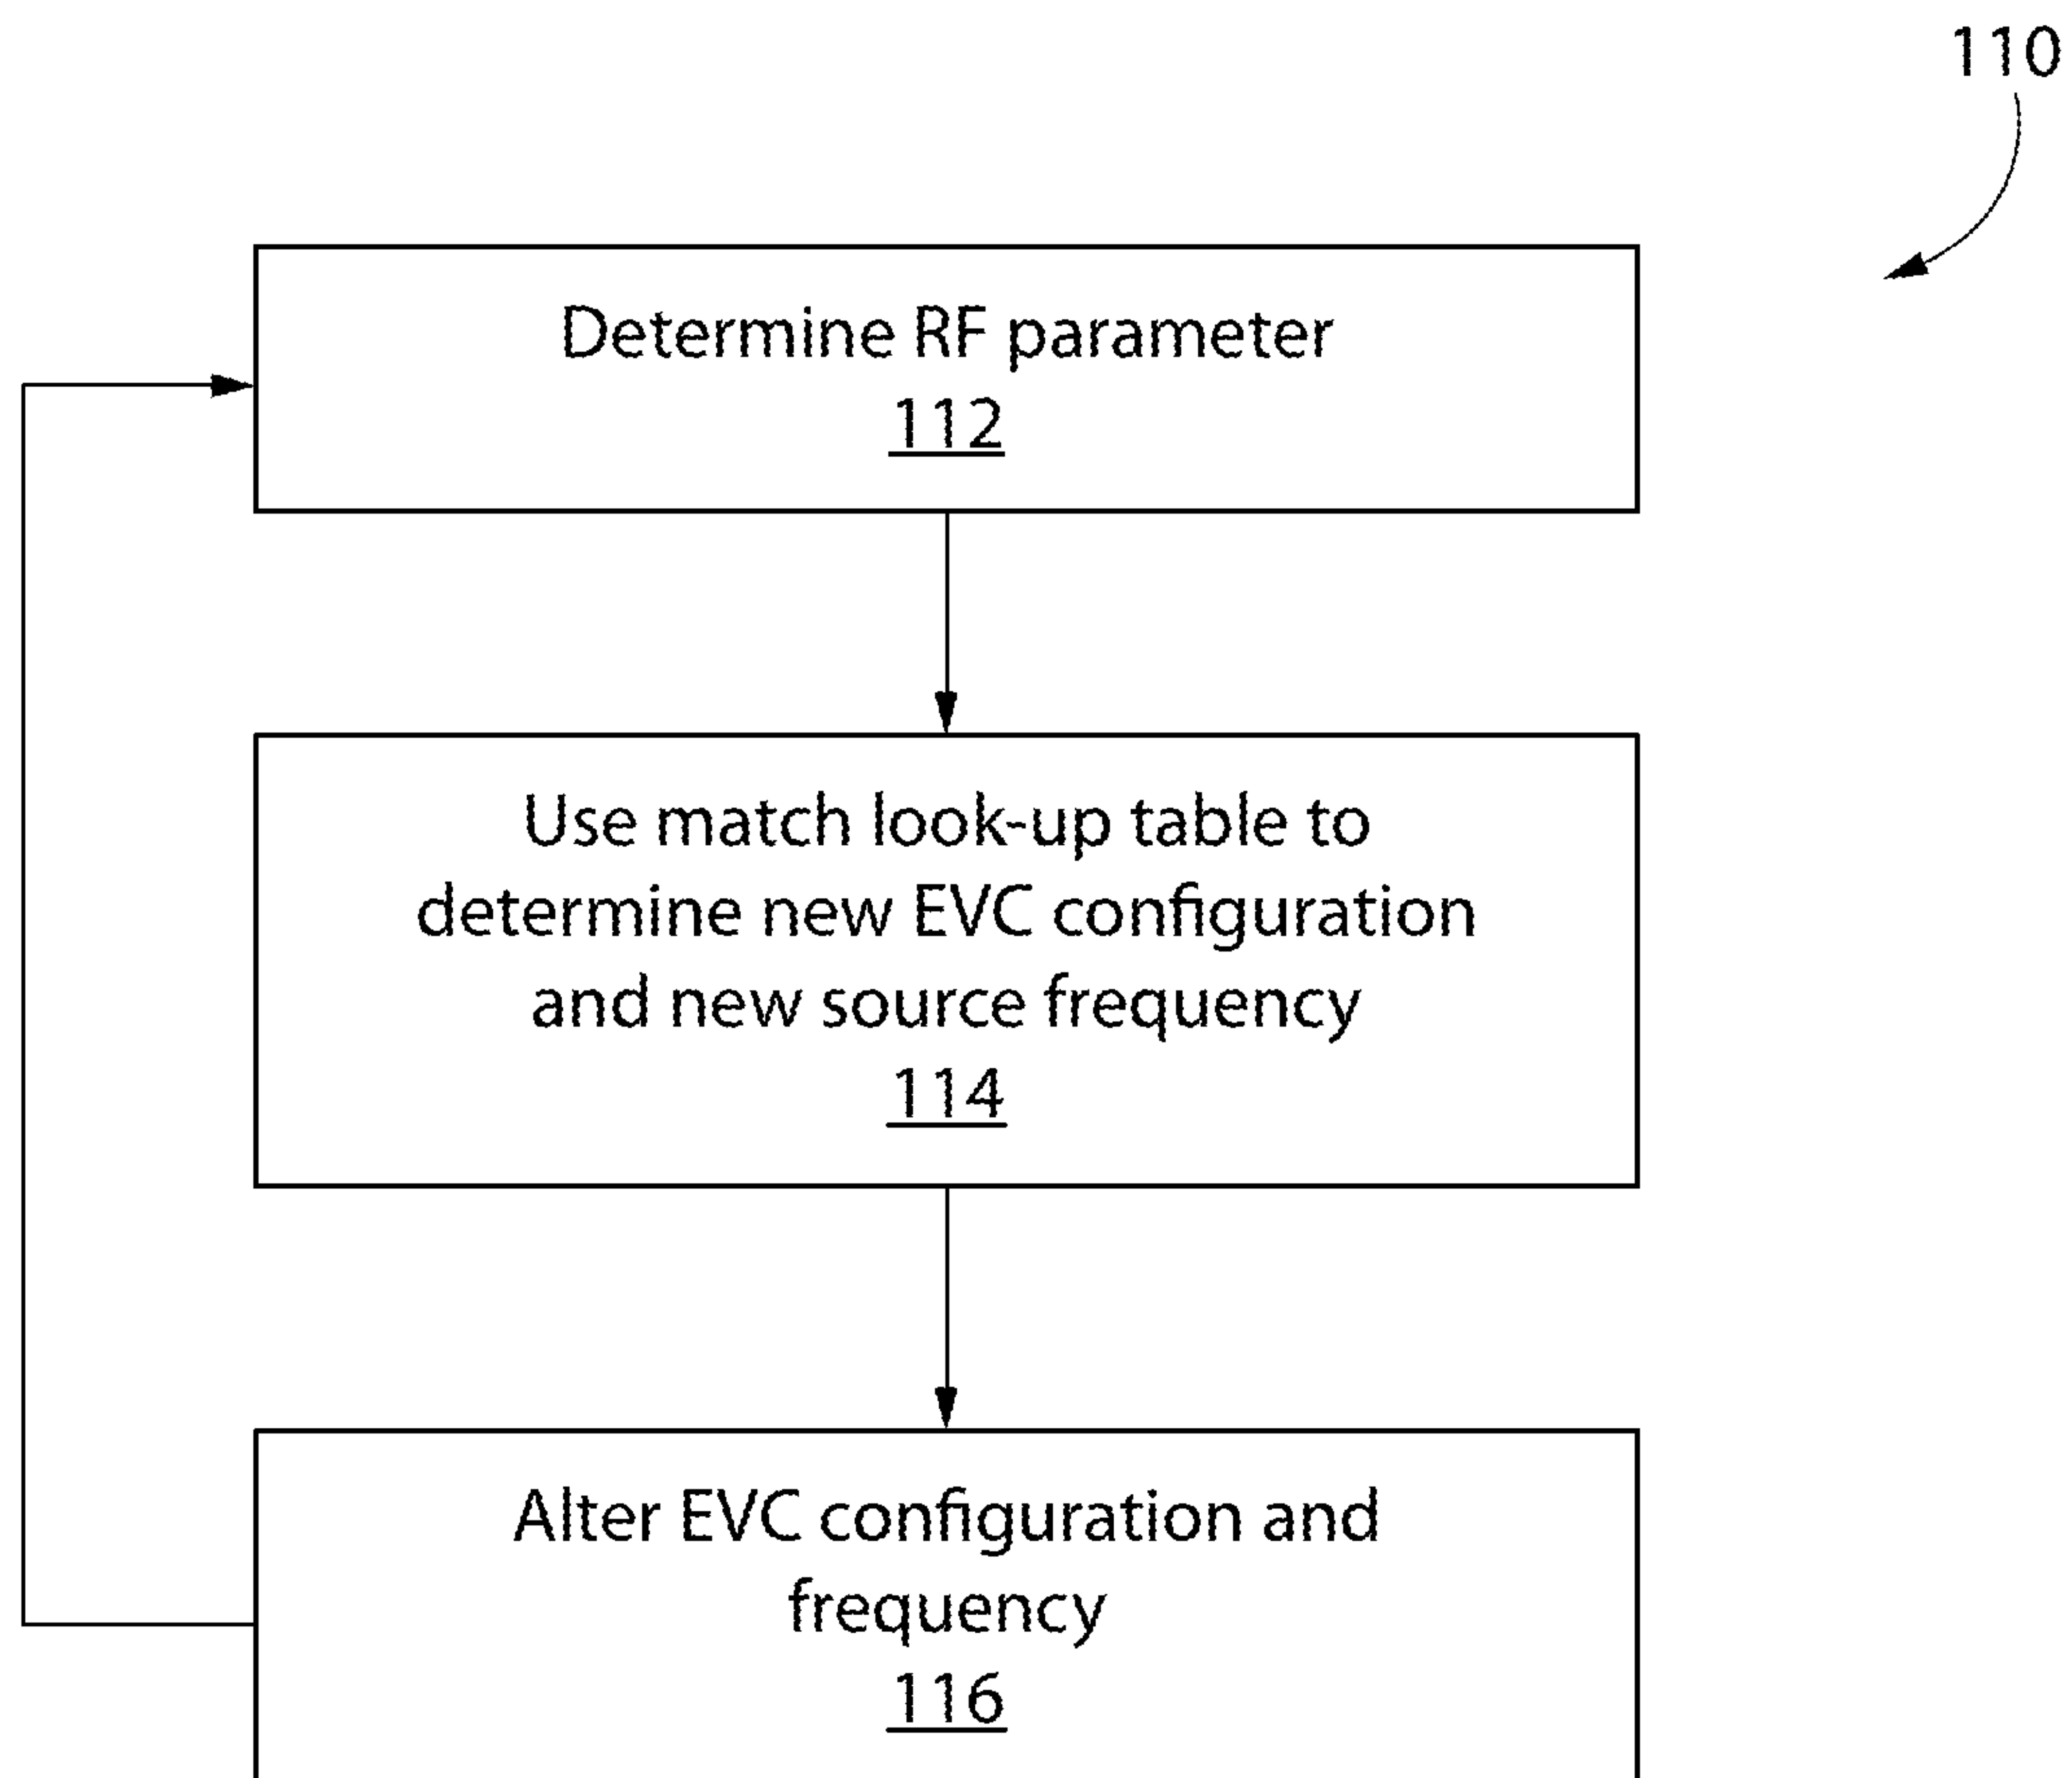 110
Determine RF parameter
112
Use match look-up table to
determine new EVC configuration
and new source frequency
114
Alter EVC configuration and
frequency
116